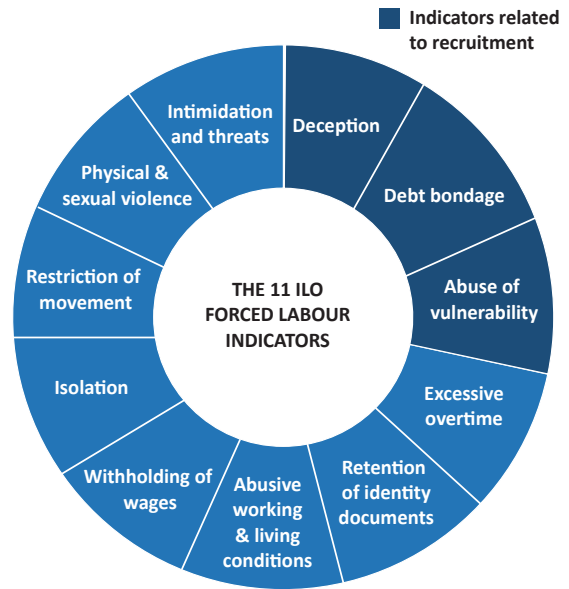 Indicators related
to recruitment
Deception
Debt bondage
Abuse of
vulnerability
Excessive
overtime
Retention
of identity
documents
Abusive
working
& living
conditions
Withholding of
wages
Isolation
Restriction of
movement
Physical &
sexual violence
Intimidation
and threats
THE 11 ILO
FORCED LABOUR
INDICATORS